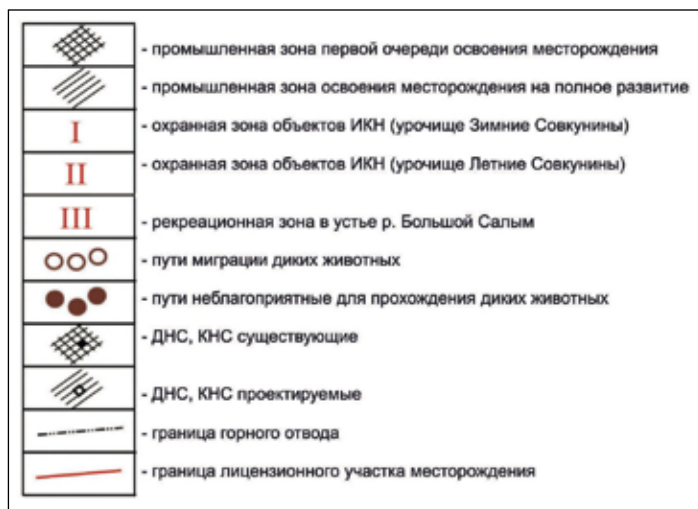 - промышленная зона первой очереди освоения месторождения
- промышленная зона освоения месторождения на полное развитие
I - охранная зона объектов ИКН (урочище Зимние Совкунины)
II - охранная зона объектов ИКН (урочище Летние Совкунины)
III - рекреационная зона в устье р. Большой Салым
- пути миграции диких животных
- пути неблагоприятные для прохождения диких животных
- ДНС, КНС существующие
- ДНС, КНС проектируемые
- граница горного отвода
- граница лицензионного участка месторождения